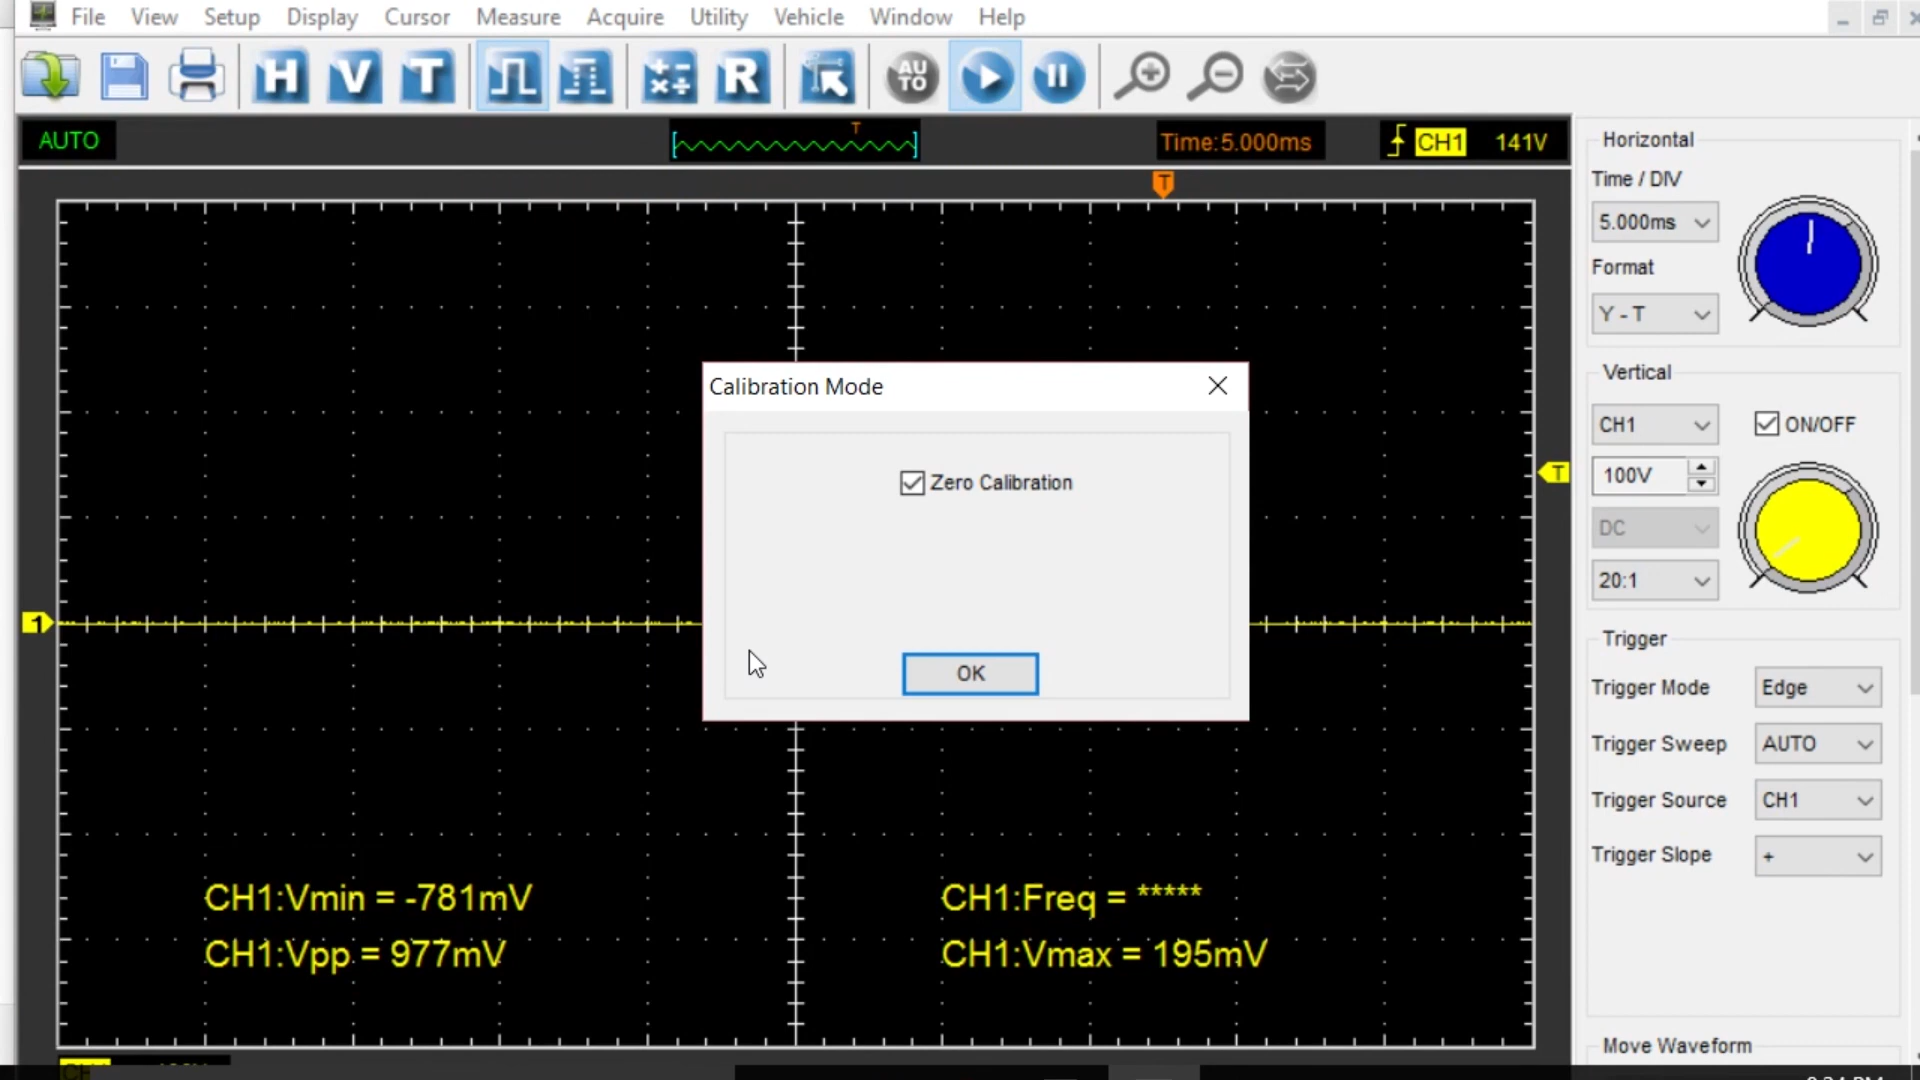 File View Setup Display Cursor Measure Acquire Utility Vehicle Window Help
H V T R AUTO
AUTO
T
Time:5.000ms
CH1 141V
T
Horizontal
Time / DIV
5.000ms
Format
Y - T
Vertical
CH1
ON/OFF
100V
DC
20:1
Calibration Mode
Zero Calibration
OK
T
1
Trigger
Trigger Mode Edge
Trigger Sweep AUTO
Trigger Source CH1
Trigger Slope +
CH1:Vmin = -781mV
CH1:Freq = *****
CH1:Vpp = 977mV
CH1:Vmax = 195mV
Move Waveform